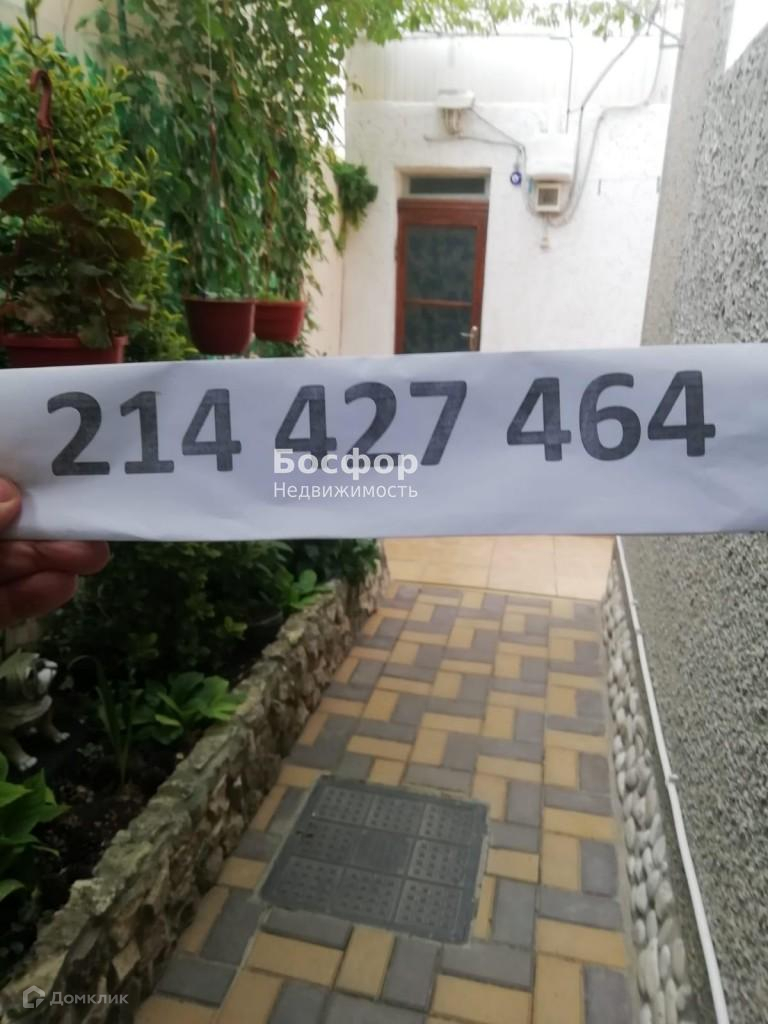 214 427 464
Босфор
Недвижимость
Домклик